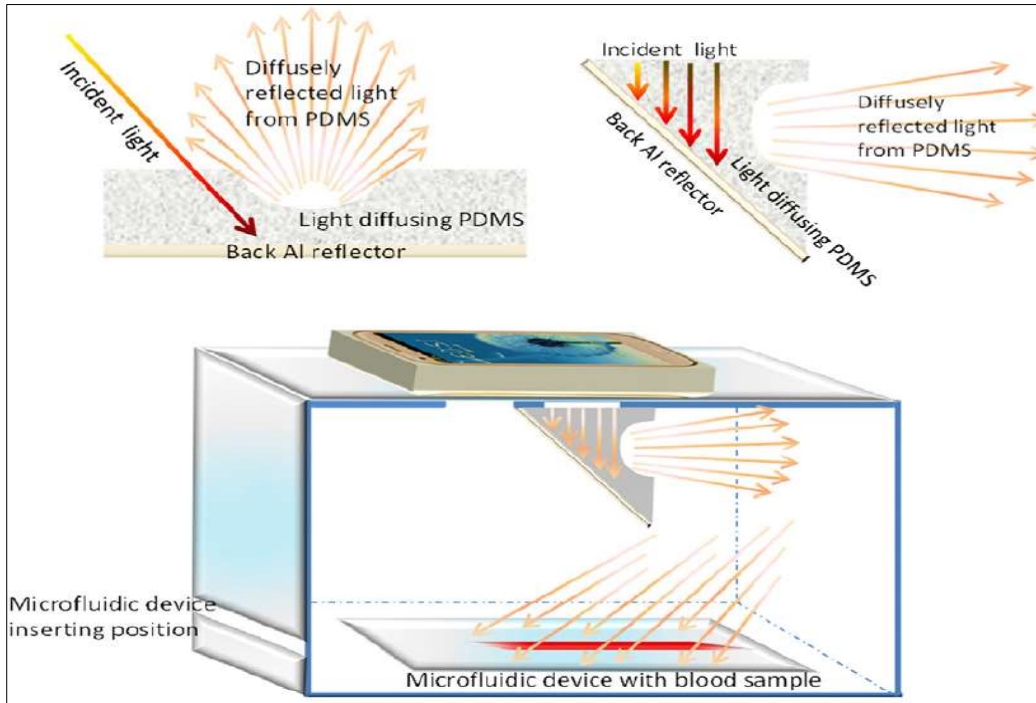 Incident light
Diffusely
reflected light
from PDMS
Light diffusing PDMS
Back Al reflector
Incident light
Back Al reflector
Light diffusing PDMS
Diffusely
reflected light
from PDMS
Microfluidic device
inserting position
Microfluidic device with blood sample